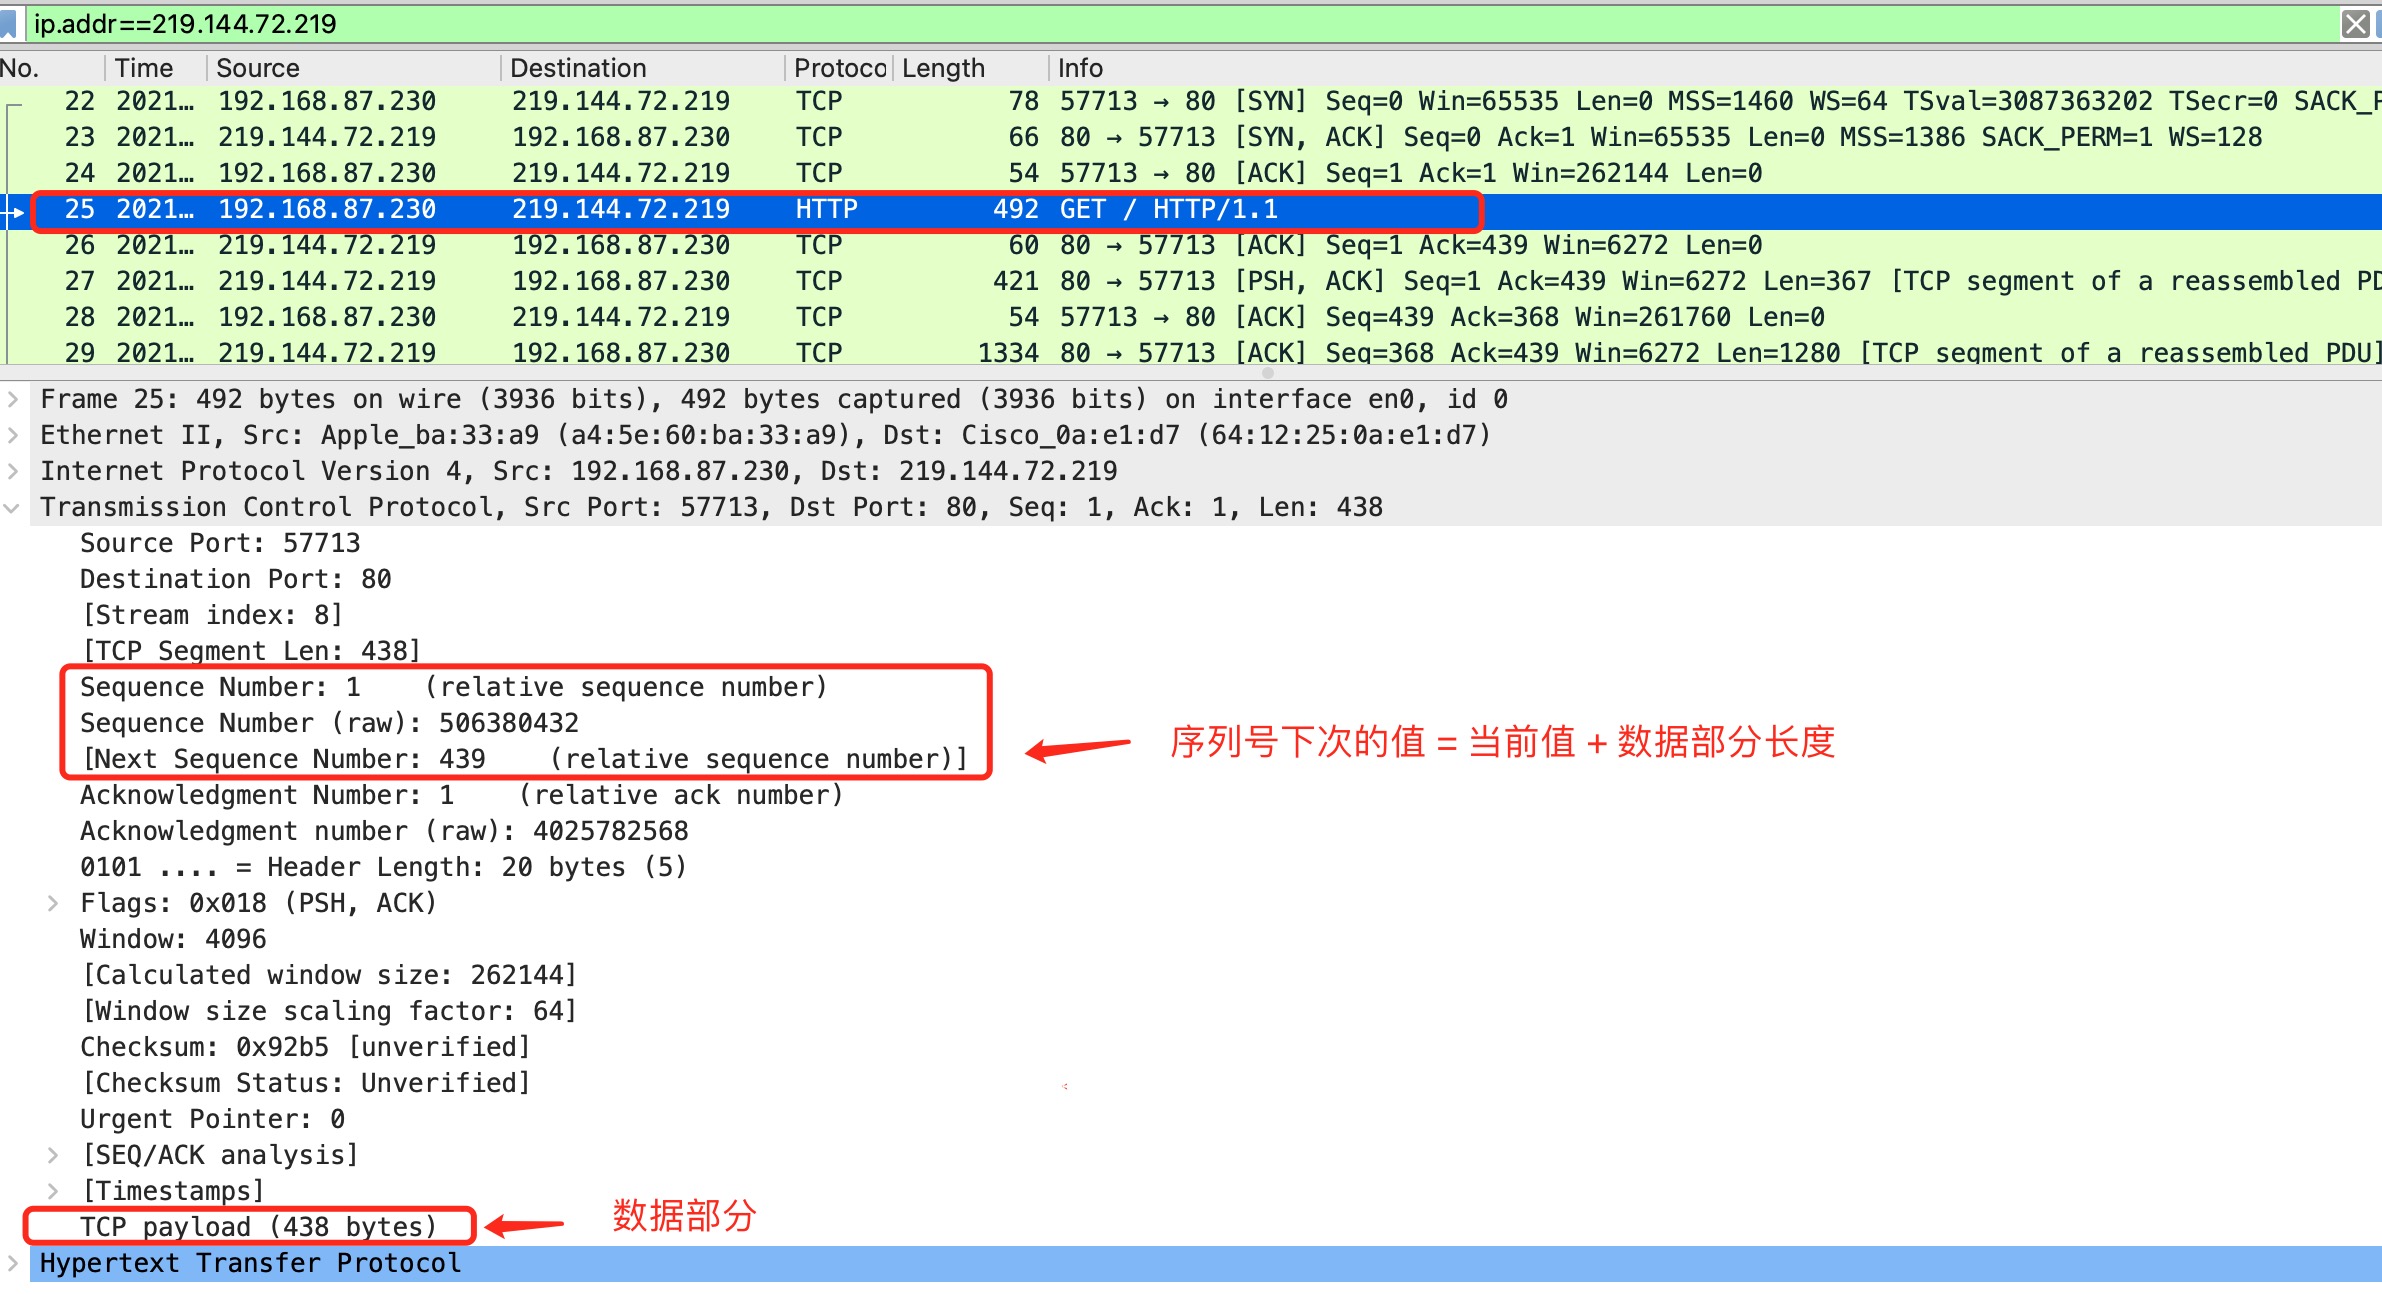 ip.addr==219.144.72.219
No. Time Source Destination Protoco Length Info
22 2021… 192.168.87.230 219.144.72.219 TCP 78 57713 → 80 [SYN] Seq=0 Win=65535 Len=0 MSS=1460 WS=64 TSval=3087363202 TSecr=0 SACK_P
23 2021… 219.144.72.219 192.168.87.230 TCP 66 80 → 57713 [SYN, ACK] Seq=0 Ack=1 Win=65535 Len=0 MSS=1386 SACK_PERM=1 WS=128
24 2021… 192.168.87.230 219.144.72.219 TCP 54 57713 → 80 [ACK] Seq=1 Ack=1 Win=262144 Len=0
25 2021… 192.168.87.230 219.144.72.219 HTTP 492 GET / HTTP/1.1
26 2021… 219.144.72.219 192.168.87.230 TCP 60 80 → 57713 [ACK] Seq=1 Ack=439 Win=6272 Len=0
27 2021… 219.144.72.219 192.168.87.230 TCP 421 80 → 57713 [PSH, ACK] Seq=1 Ack=439 Win=6272 Len=367 [TCP segment of a reassembled PD
28 2021… 192.168.87.230 219.144.72.219 TCP 54 57713 → 80 [ACK] Seq=439 Ack=368 Win=261760 Len=0
29 2021… 219.144.72.219 192.168.87.230 TCP 1334 80 → 57713 [ACK] Seq=368 Ack=439 Win=6272 Len=1280 [TCP segment of a reassembled PDU]
Frame 25: 492 bytes on wire (3936 bits), 492 bytes captured (3936 bits) on interface en0, id 0
Ethernet II, Src: Apple_ba:33:a9 (a4:5e:60:ba:33:a9), Dst: Cisco_0a:e1:d7 (64:12:25:0a:e1:d7)
Internet Protocol Version 4, Src: 192.168.87.230, Dst: 219.144.72.219
Transmission Control Protocol, Src Port: 57713, Dst Port: 80, Seq: 1, Ack: 1, Len: 438
Source Port: 57713
Destination Port: 80
[Stream index: 8]
[TCP Segment Len: 438]
Sequence Number: 1    (relative sequence number)
Sequence Number (raw): 506380432
[Next Sequence Number: 439    (relative sequence number)]
序列号下次的值 = 当前值 + 数据部分长度
Acknowledgment Number: 1    (relative ack number)
Acknowledgment number (raw): 4025782568
0101 .... = Header Length: 20 bytes (5)
Flags: 0x018 (PSH, ACK)
Window: 4096
[Calculated window size: 262144]
[Window size scaling factor: 64]
Checksum: 0x92b5 [unverified]
[Checksum Status: Unverified]
Urgent Pointer: 0
[SEQ/ACK analysis]
[Timestamps]
TCP payload (438 bytes)
数据部分
Hypertext Transfer Protocol